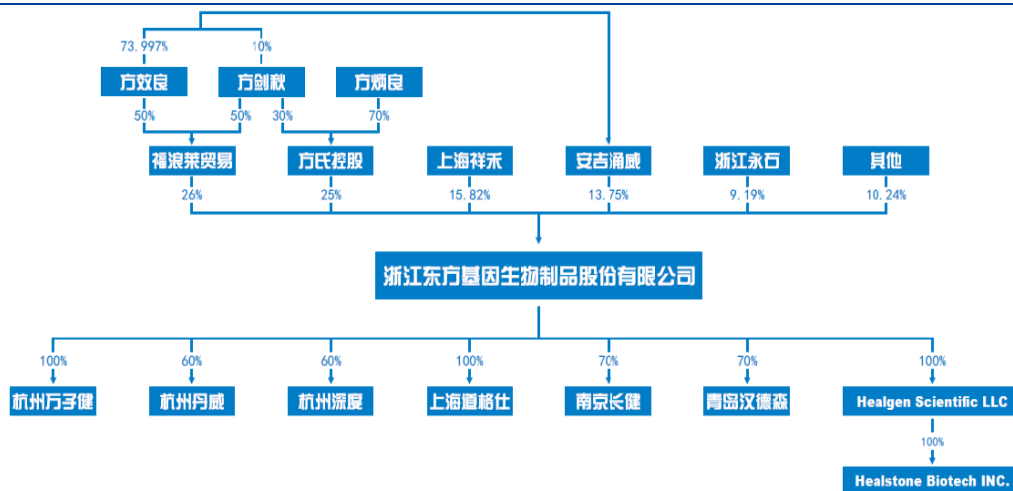 73.997% 10%
方效良 方剑秋 方炳良
50% 50% 30% 70%
福浪莱贸易 方氏控股 上海祥禾 安吉涌威 浙江永石 其他
26% 25% 15.82% 13.75% 9.19% 10.24%
浙江东方基因生物制品股份有限公司
100% 60% 60% 100% 70% 70% 100%
杭州万子健 杭州丹威 杭州深度 上海道格仕 南京长健 青岛汉德森 Healgen Scientific LLC
100%
Healstone Biotech INC.